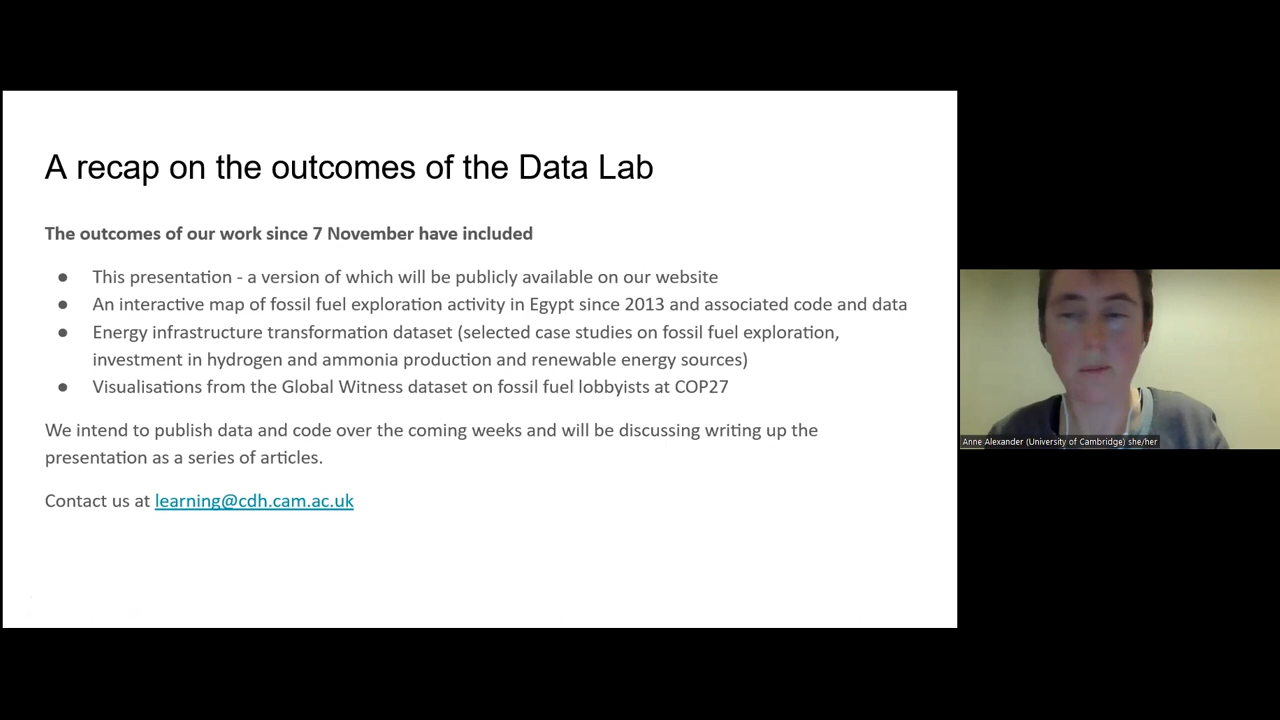 A recap on the outcomes of the Data Lab
The outcomes of our work since 7 November have included
● This presentation - a version of which will be publicly available on our website
● An interactive map of fossil fuel exploration activity in Egypt since 2013 and associated code and data
● Energy infrastructure transformation dataset (selected case studies on fossil fuel exploration,
investment in hydrogen and ammonia production and renewable energy sources)
● Visualisations from the Global Witness dataset on fossil fuel lobbyists at COP27
We intend to publish data and code over the coming weeks and will be discussing writing up the
presentation as a series of articles.
Contact us at learning@cdh.cam.ac.uk
Anne Alexander (University of Cambridge) she/her